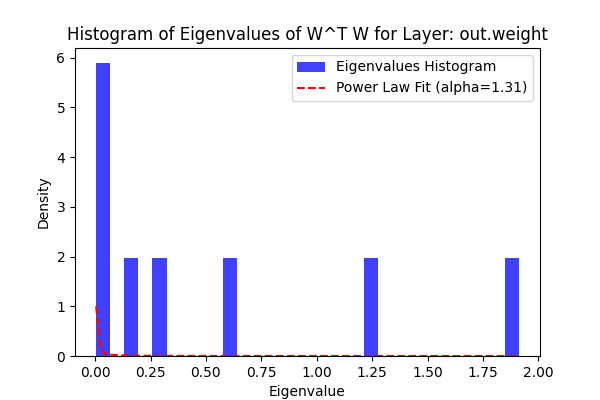 Histogram of Eigenvalues of W^T W for Layer: out.weight
Eigenvalues Histogram
Power Law Fit (alpha=1.31)
Density
6
5
4
3
2
1
0
0.00 0.25 0.50 0.75 1.00 1.25 1.50 1.75 2.00
Eigenvalue